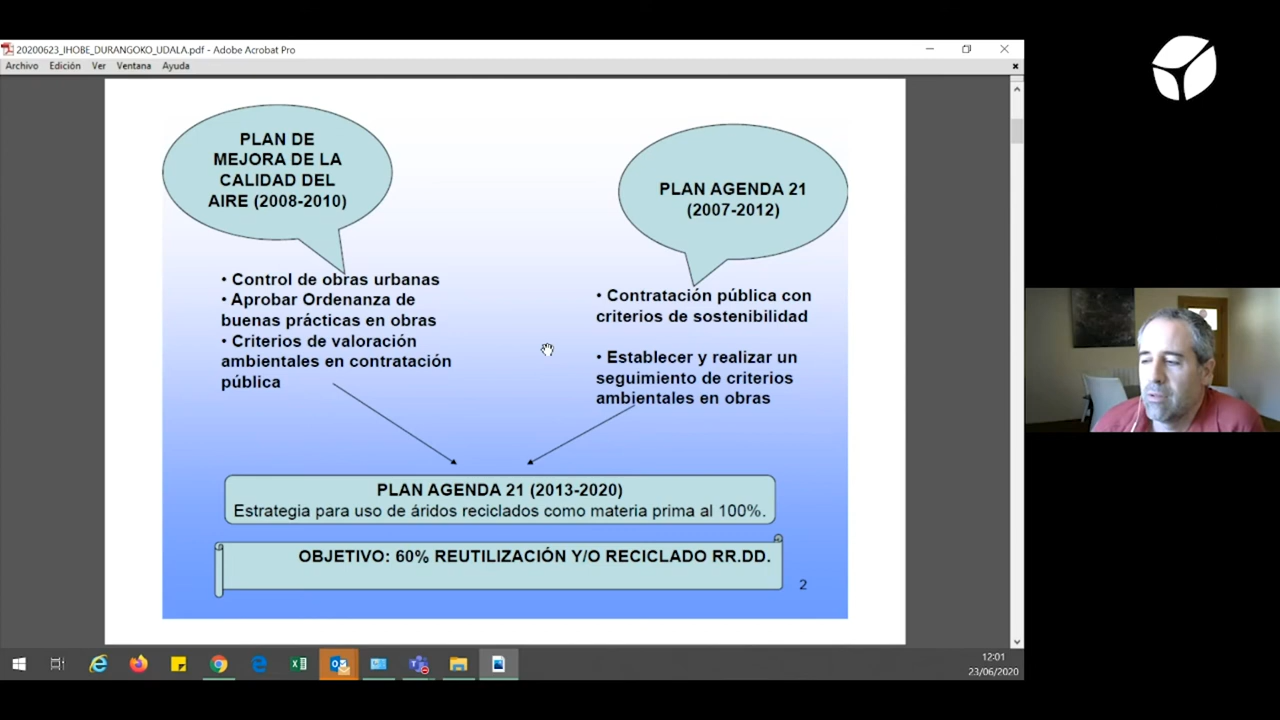 20200623_IHOBE_DURANGOKO_UDALA.pdf - Adobe Acrobat Pro
Archivo Edición Ver Ventana Ayuda
PLAN DE
MEJORA DE LA
CALIDAD DEL
AIRE (2008-2010)
PLAN AGENDA 21
(2007-2012)
• Control de obras urbanas
• Aprobar Ordenanza de
buenas prácticas en obras
• Criterios de valoración
ambientales en contratación
pública
• Contratación pública con
criterios de sostenibilidad
• Establecer y realizar un
seguimiento de criterios
ambientales en obras
PLAN AGENDA 21 (2013-2020)
Estrategia para uso de áridos reciclados como materia prima al 100%.
OBJETIVO: 60% REUTILIZACIÓN Y/O RECICLADO RR.DD.
2
12:01
23/06/2020